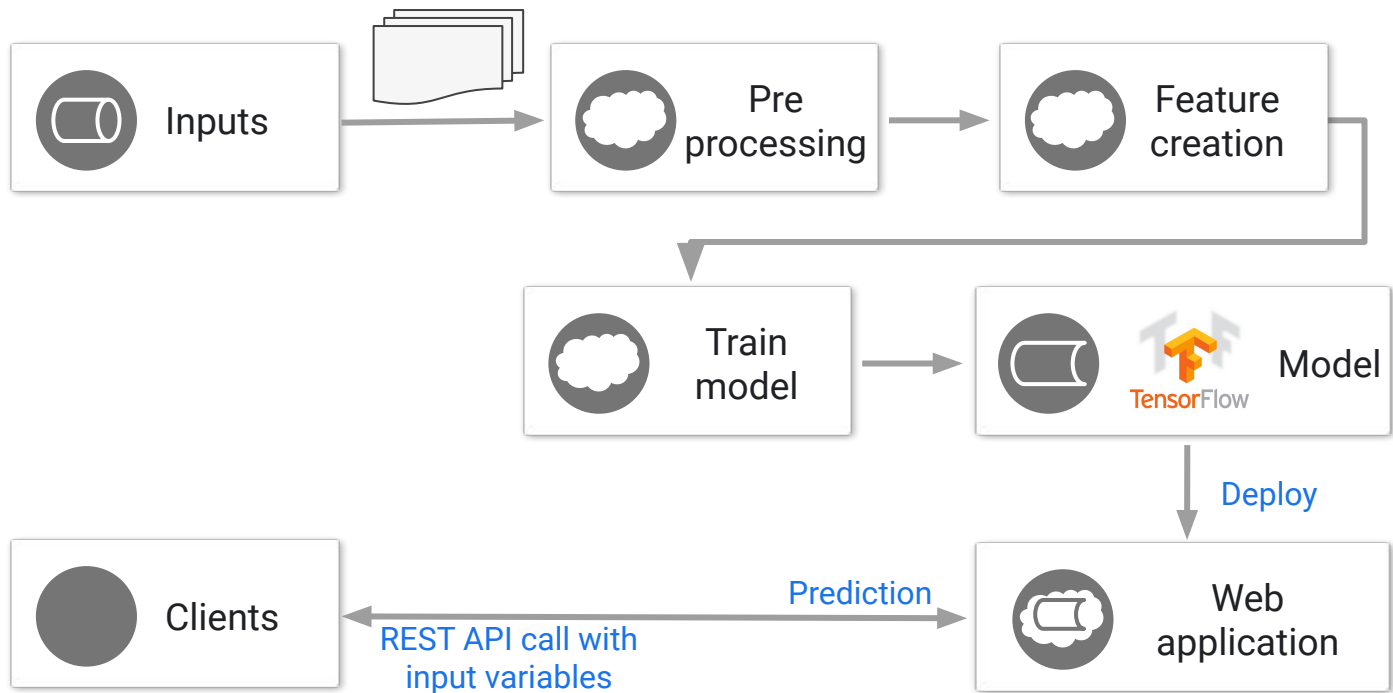 Inputs
Pre
processing
Feature
creation
Train
model
TensorFlow
Model
Deploy
Clients
Prediction
REST API call with
input variables
Web
application